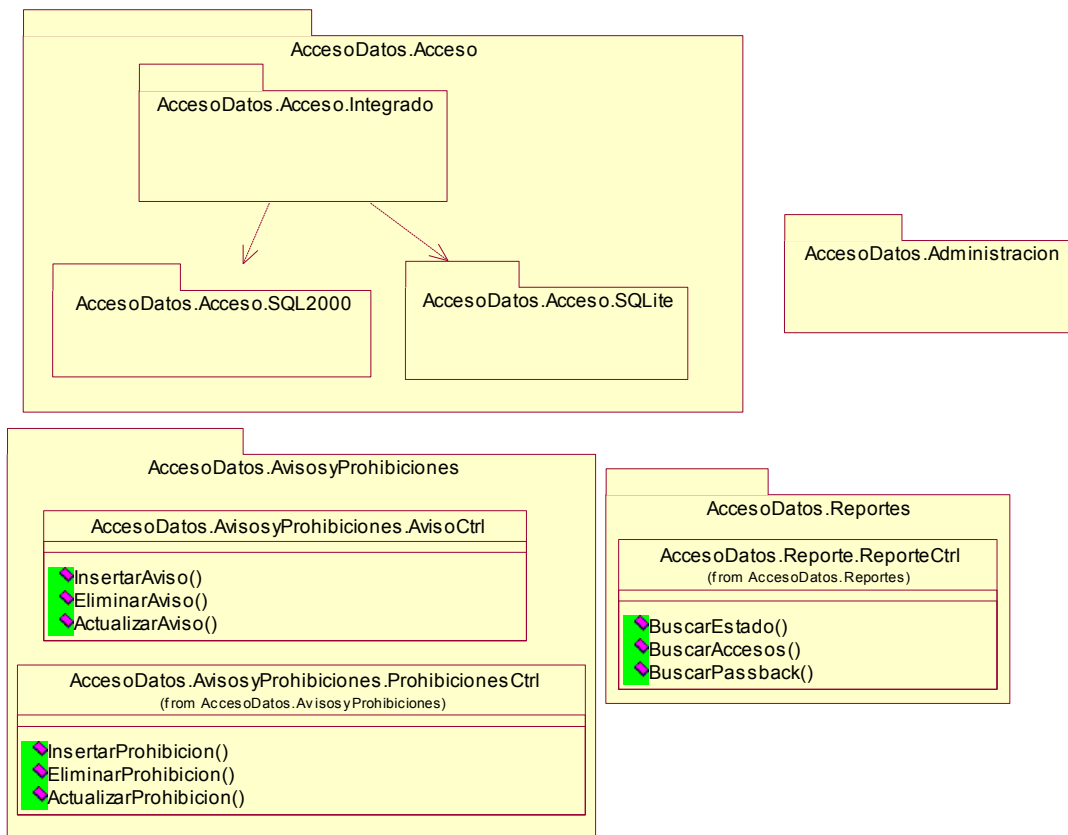 AccesoDatos.Acceso
AccesoDatos.Acceso.Integrado
AccesoDatos.Acceso.SQL2000
AccesoDatos.Acceso.SQLite
AccesoDatos.Administracion
AccesoDatos.AvisosyProhibiciones
AccesoDatos.AvisosyProhibiciones.AvisoCtrl
InsertarAviso()
EliminarAviso()
ActualizarAviso()
AccesoDatos.AvisosyProhibiciones.ProhibicionesCtrl
(from AccesoDatos.AvisosyProhibiciones)
InsertarProhibicion()
EliminarProhibicion()
ActualizarProhibicion()
AccesoDatos.Reportes
AccesoDatos.Reporte.ReporteCtrl
(from AccesoDatos.Reportes)
BuscarEstado()
BuscarAccesos()
BuscarPassback()